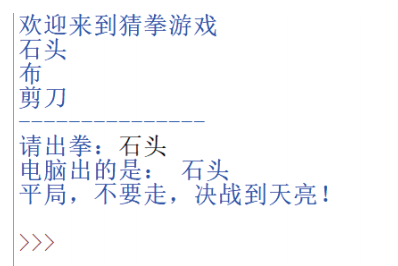 欢迎来到猜拳游戏
石头
布
剪刀
---------------
请出拳：石头
电脑出的是： 石头
平局，不要走，决战到天亮！
>>>